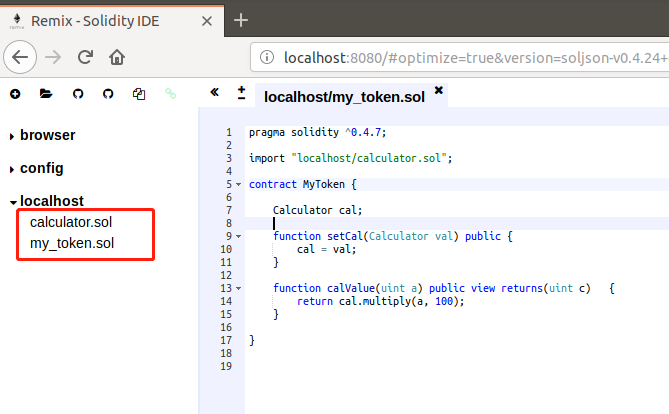 remix
Remix - Solidity IDE
localhost:8080/#optimize=true&version=soljson-v0.4.24+
localhost/my_token.sol
browser
config
localhost
calculator.sol
my_token.sol
1 pragma solidity ^0.4.7;
2
3 import "localhost/calculator.sol";
4
5 contract MyToken {
6
7 Calculator cal;
8
9 function setCal(Calculator val) public {
10 cal = val;
11 }
12
13 function calValue(uint a) public view returns(uint c) {
14 return cal.multiply(a, 100);
15 }
16
17 }
18
19